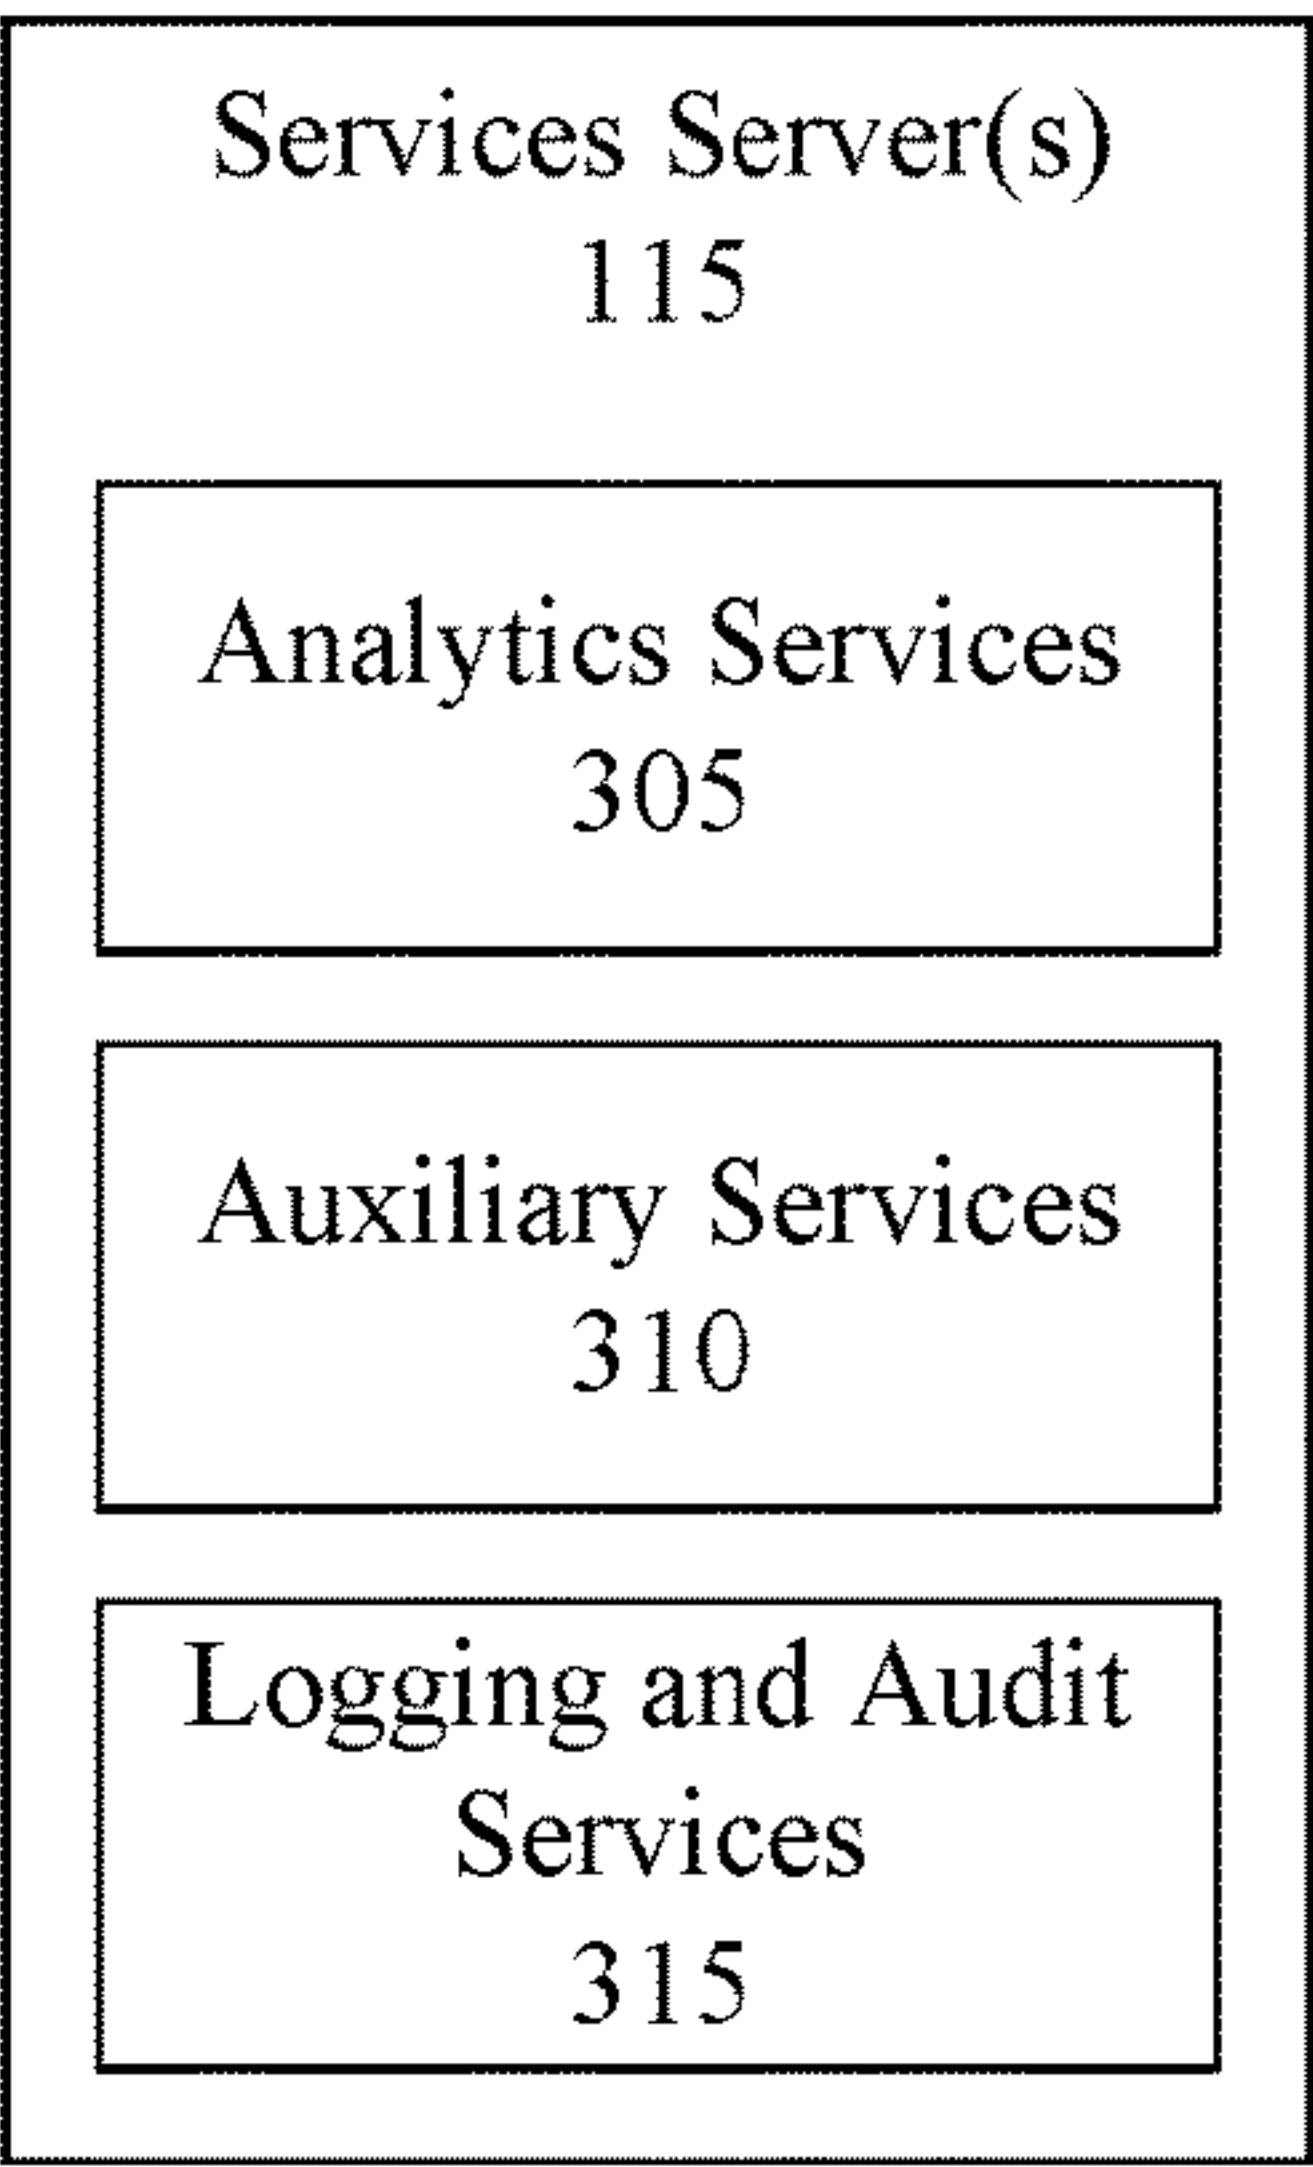 Services Server(s)
115
Analytics Services
305
Auxiliary Services
310
Logging and Audit
Services
315